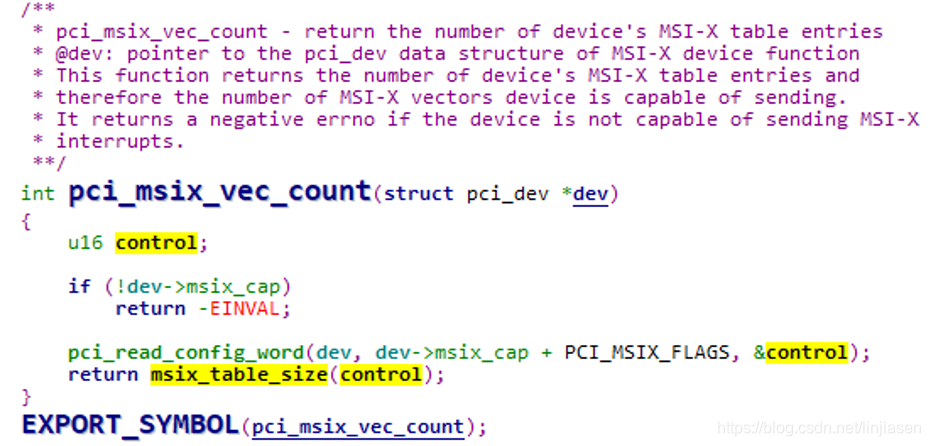 /**
 * pci_msix_vec_count - return the number of device's MSI-X table entries
 * @dev: pointer to the pci_dev data structure of MSI-X device function
 * This function returns the number of device's MSI-X table entries and
 * therefore the number of MSI-X vectors device is capable of sending.
 * It returns a negative errno if the device is not capable of sending MSI-X
 * interrupts.
 **/
int pci_msix_vec_count(struct pci_dev *dev)
{
    u16 control;

    if (!dev->msix_cap)
        return -EINVAL;

    pci_read_config_word(dev, dev->msix_cap + PCI_MSIX_FLAGS, &control);
    return msix_table_size(control);
}
EXPORT_SYMBOL(pci_msix_vec_count);
https://blog.csdn.net/linjiasen